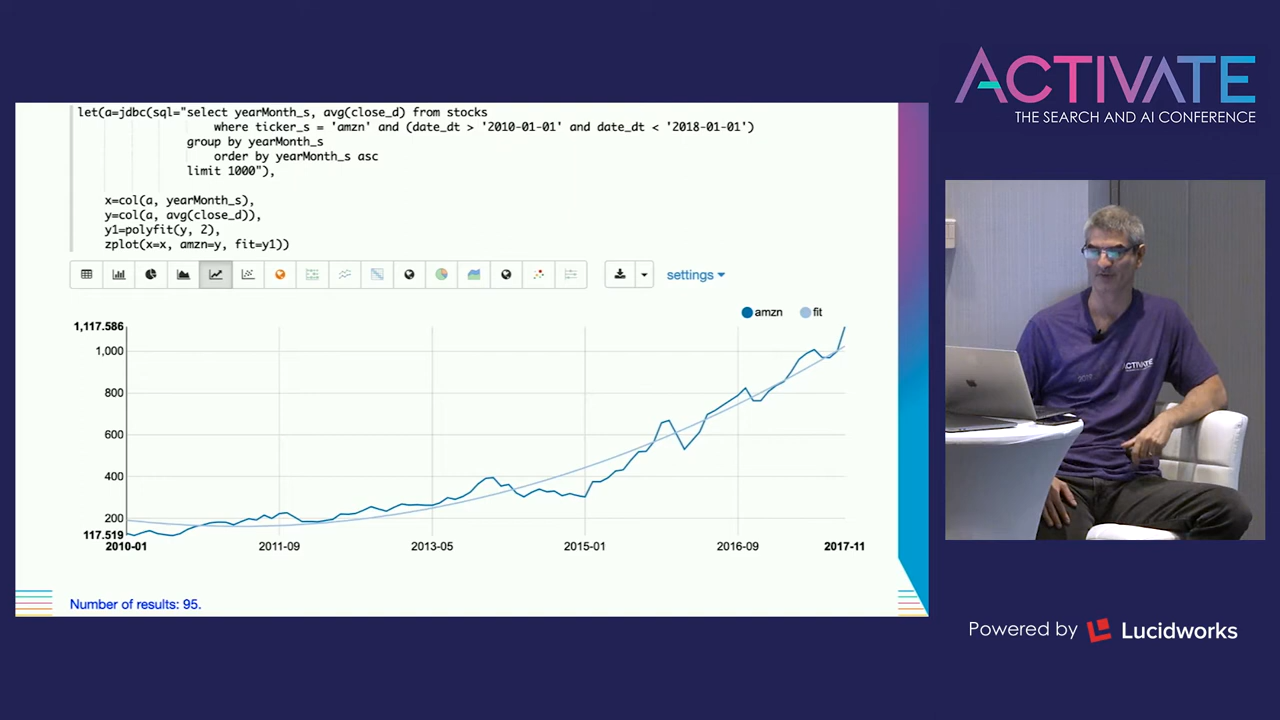 let(a=jdbc(sql="select yearMonth_s, avg(close_d) from stocks
where ticker_s = 'amzn' and (date_dt > '2010-01-01' and date_dt < '2018-01-01')
group by yearMonth_s
order by yearMonth_s asc
limit 1000"),
x=col(a, yearMonth_s),
y=col(a, avg(close_d)),
y1=polyfit(y, 2),
zplot(x=x, amzn=y, fit=y1))
settings
amzn fit
1,117.586
1,000
800
600
400
200
117.519
2010-01 2011-09 2013-05 2015-01 2016-09 2017-11
Number of results: 95.
ACTIVATE
THE SEARCH AND AI CONFERENCE
ACTIVATE
Powered by Lucidworks